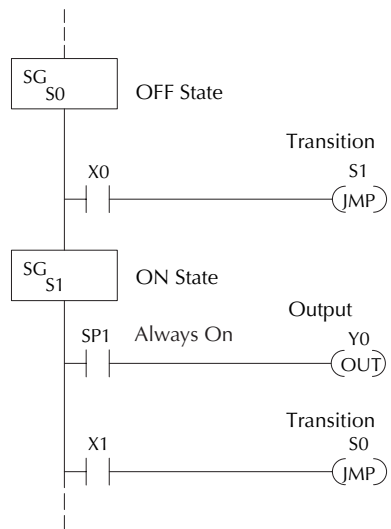 SG
S0
OFF State
Transition
X0
S1
JMP
SG
S1
ON State
Output
SP1
Always On
Y0
OUT
Transition
X1
S0
JMP